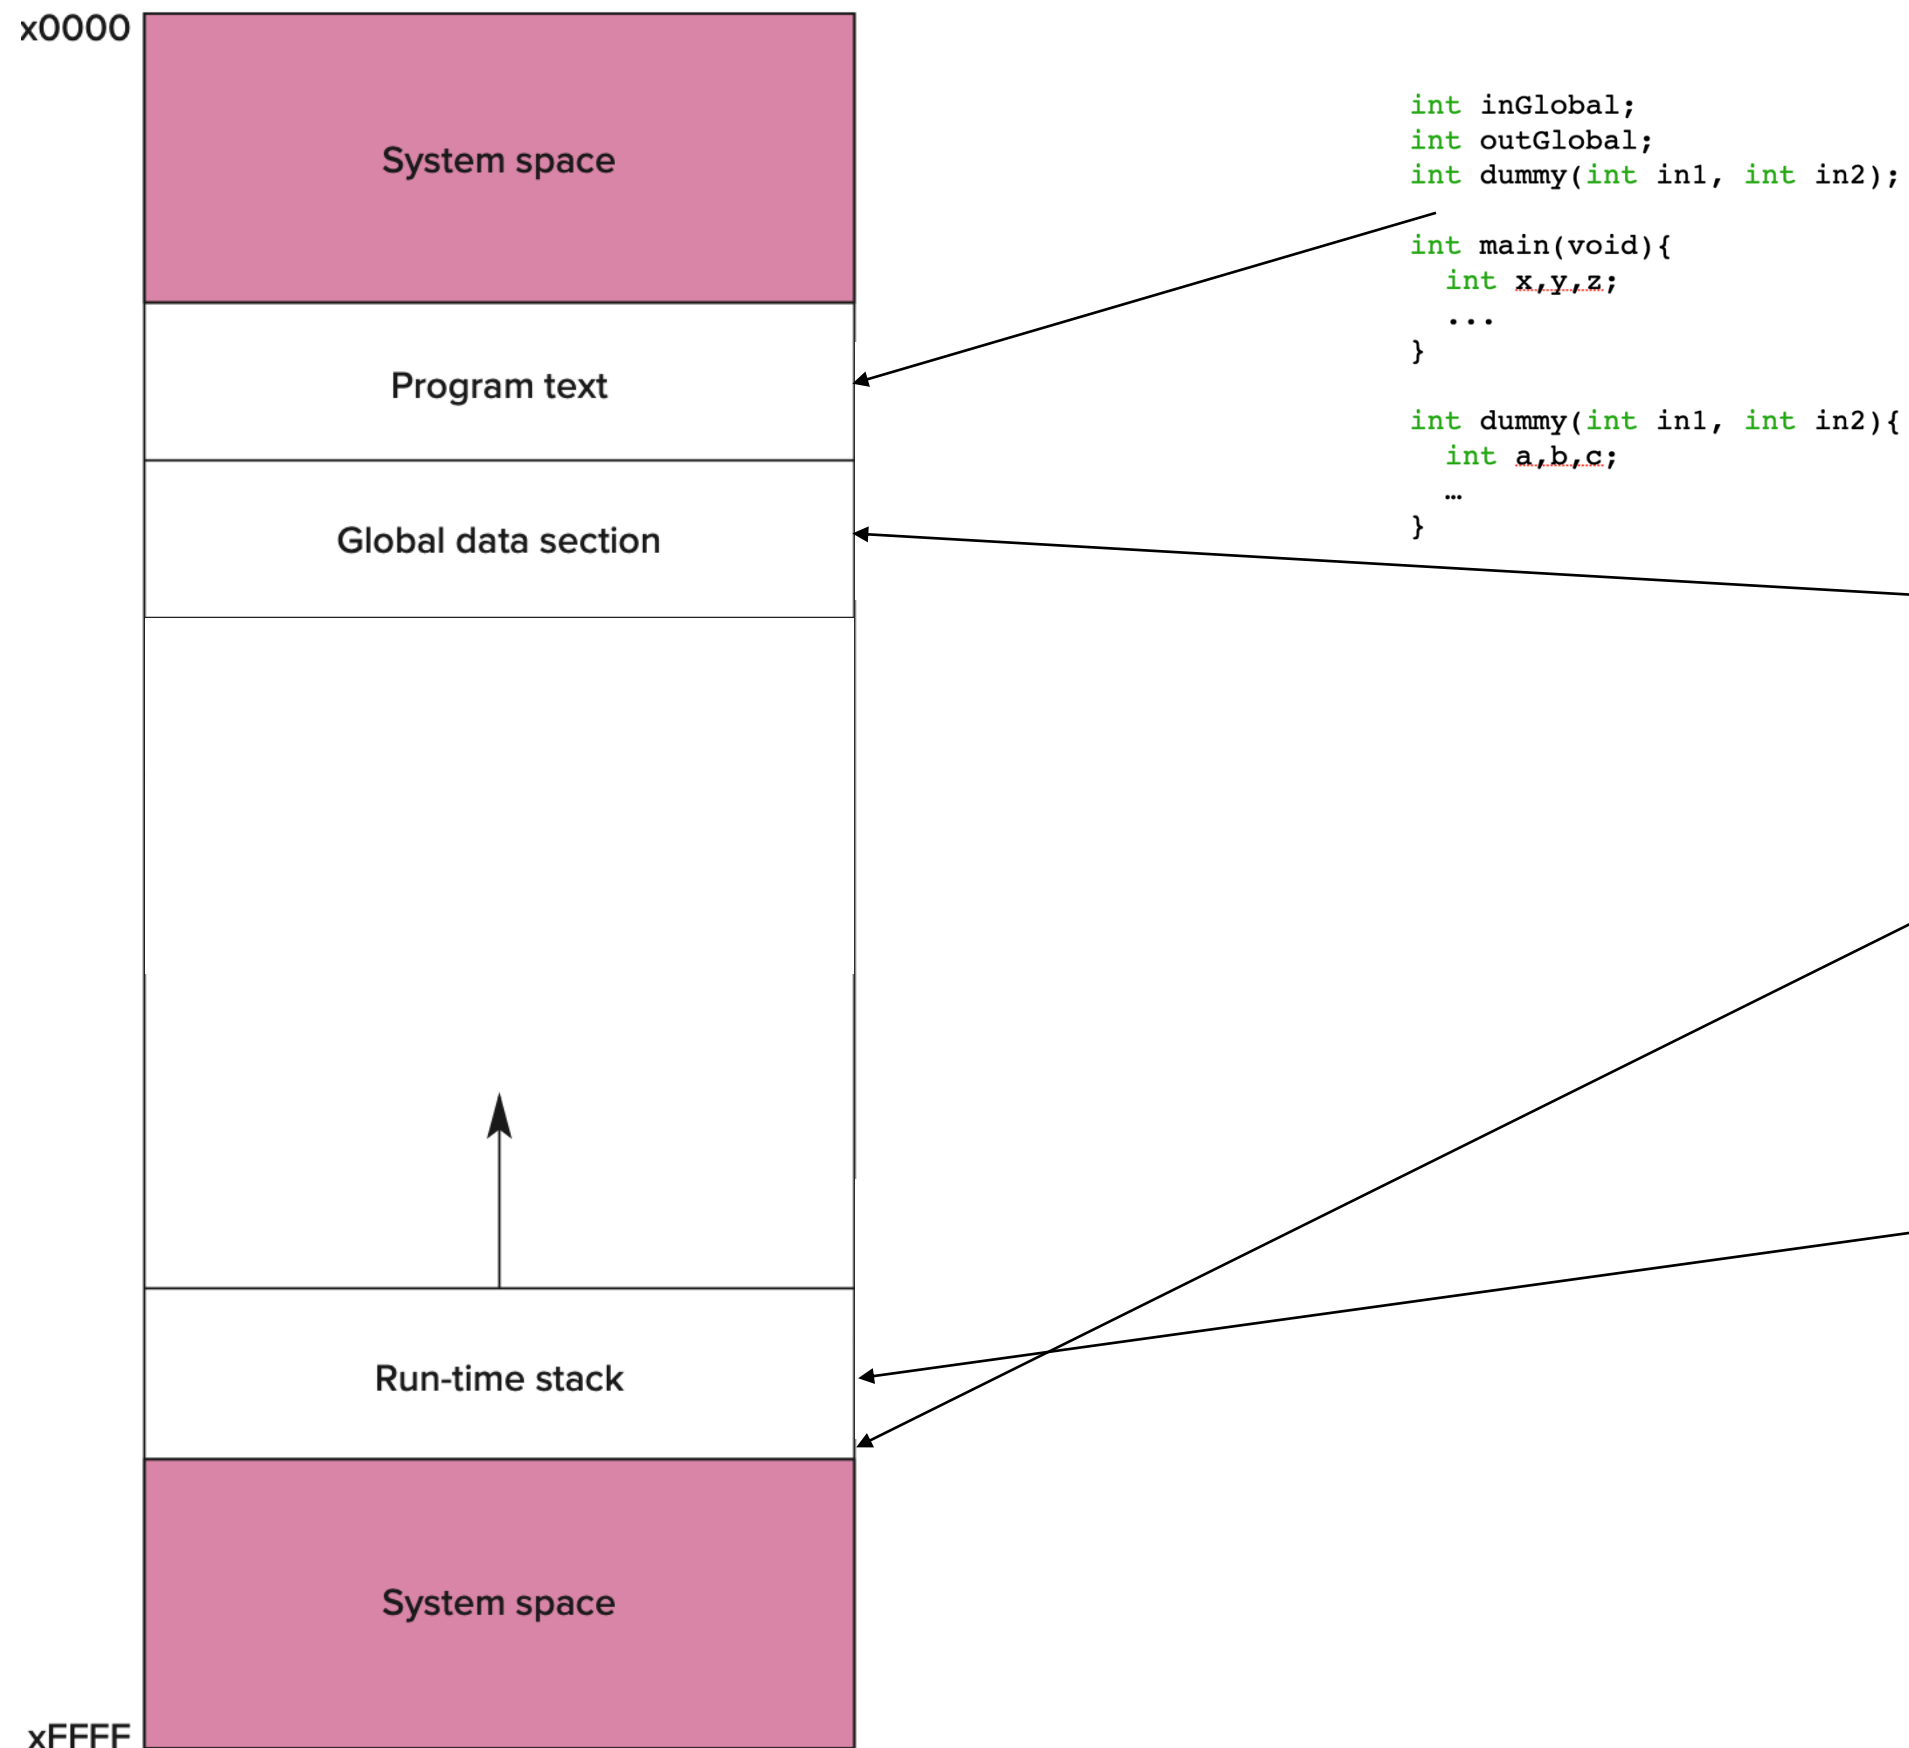 x0000
System space
Program text
Global data section
Run-time stack
System space
xFFFF
int inGlobal;
int outGlobal;
int dummy(int in1, int in2);
int main(void){
int x,y,z;
...
}
int dummy(int in1, int in2){
int a,b,c;
…
}